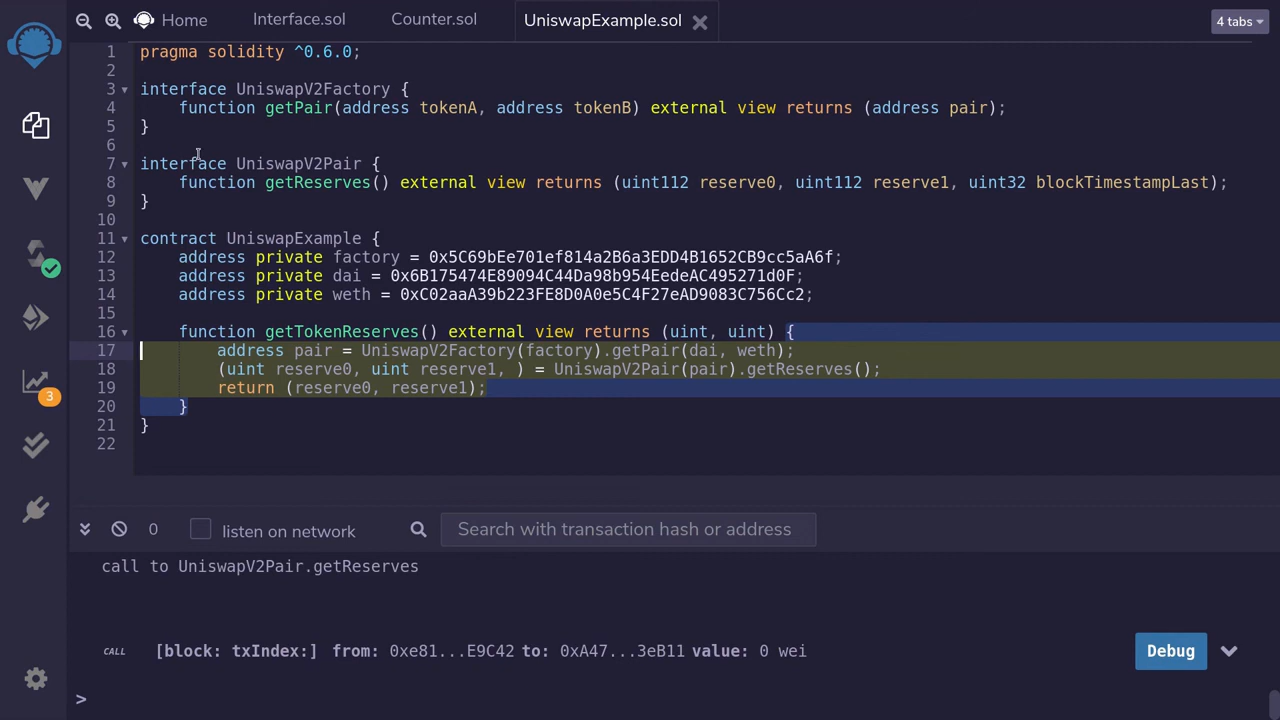 Home Interface.sol Counter.sol UniswapExample.sol 4 tabs
1 pragma solidity ^0.6.0;
2
3 interface UniswapV2Factory {
4 function getPair(address tokenA, address tokenB) external view returns (address pair);
5 }
6
7 interface UniswapV2Pair {
8 function getReserves() external view returns (uint112 reserve0, uint112 reserve1, uint32 blockTimestampLast);
9 }
10
11 contract UniswapExample {
12 address private factory = 0x5C69bEe701ef814a2B6a3EDD4B1652CB9cc5aA6f;
13 address private dai = 0x6B175474E89094C44Da98b954EedeAC495271d0F;
14 address private weth = 0xC02aaA39b223FE8D0A0e5C4F27eAD9083C756Cc2;
15
16 function getTokenReserves() external view returns (uint, uint) {
17 address pair = UniswapV2Factory(factory).getPair(dai, weth);
18 (uint reserve0, uint reserve1, ) = UniswapV2Pair(pair).getReserves();
19 return (reserve0, reserve1);
20 }
21 }
22
3
0 listen on network Search with transaction hash or address
call to UniswapV2Pair.getReserves
CALL [block: txIndex:] from: 0xe81...E9C42 to: 0xA47...3eB11 value: 0 wei Debug
>